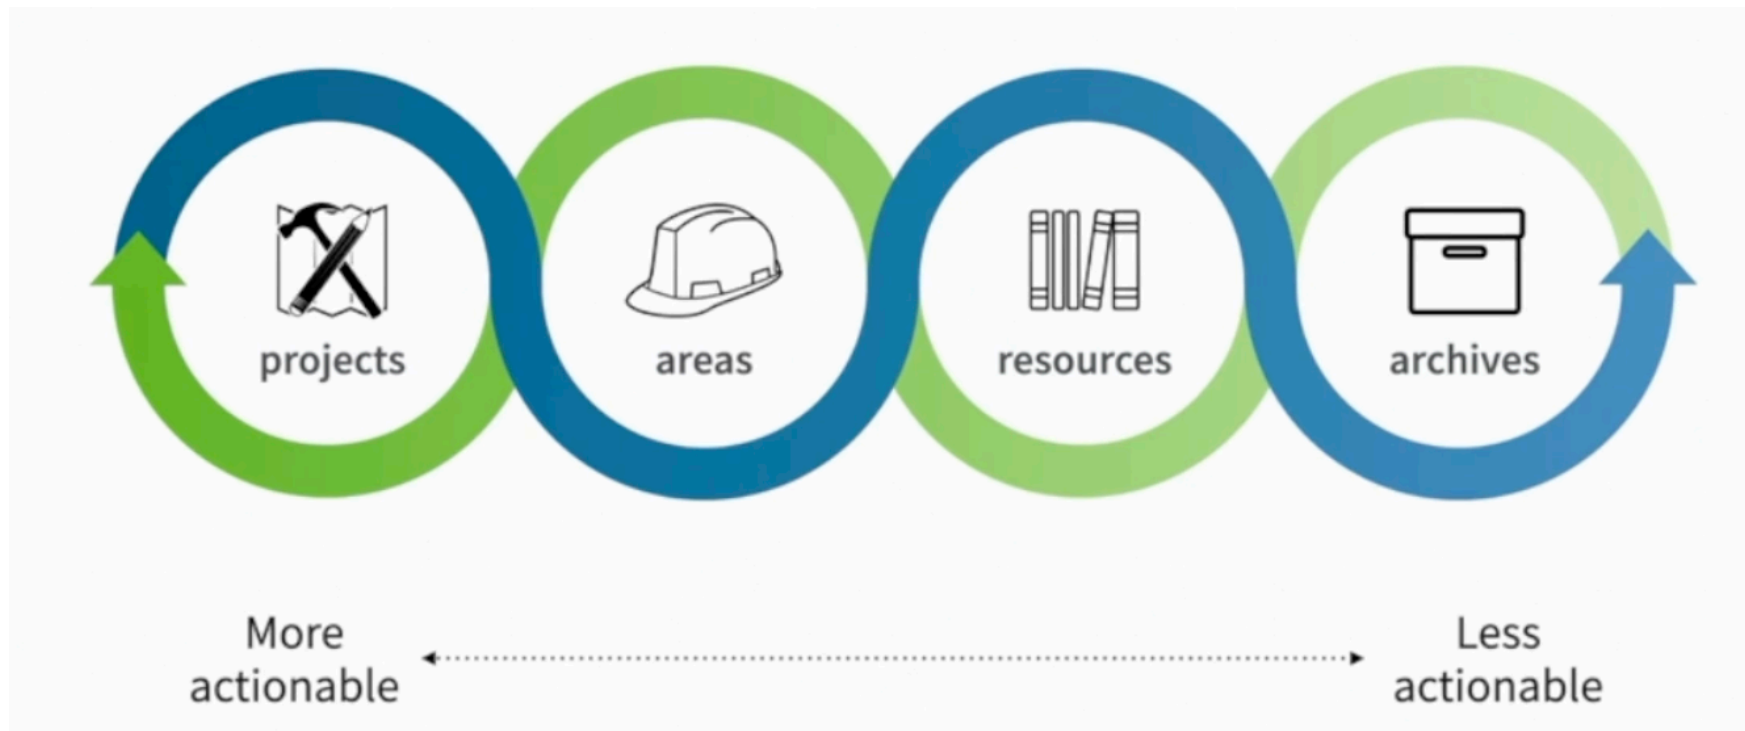 projects
areas
resources
archives
More
actionable
Less
actionable